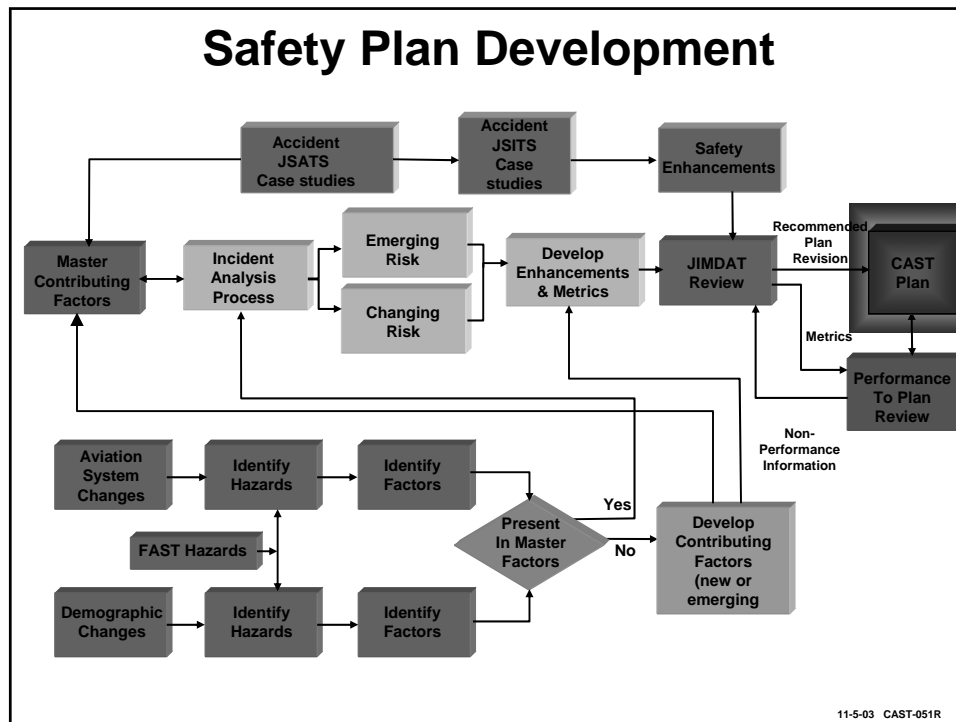 Safety Plan Development
Accident
JSATS
Case studies
Accident
JSITS
Case
studies
Safety
Enhancements
Master
Contributing
Factors
Incident
Analysis
Process
Emerging
Risk
Changing
Risk
Develop
Enhancements
& Metrics
JIMDAT
Review
Recommended
Plan
Revision
CAST
Plan
Metrics
Performance
To Plan
Review
Non-
Performance
Information
Aviation
System
Changes
Identify
Hazards
Identify
Factors
FAST Hazards
Demographic
Changes
Identify
Hazards
Identify
Factors
Present
In Master
Factors
Yes
No
Develop
Contributing
Factors
(new or
emerging
11-5-03 CAST-051R